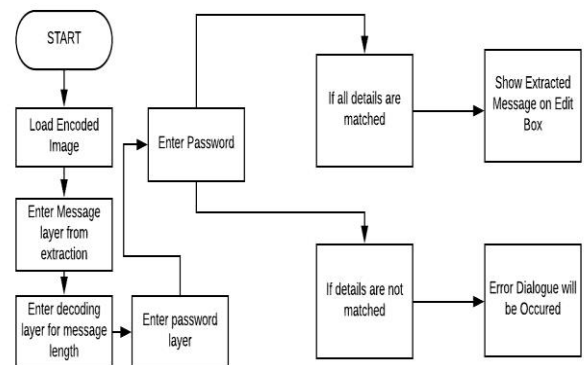 START
Load Encoded
Image
Enter Message
layer from
extraction
Enter decoding
layer for message
length
Enter password
layer
Enter Password
If all details are
matched
Show Extracted
Message on Edit
Box
If details are not
matched
Error Dialogue will
be Occured